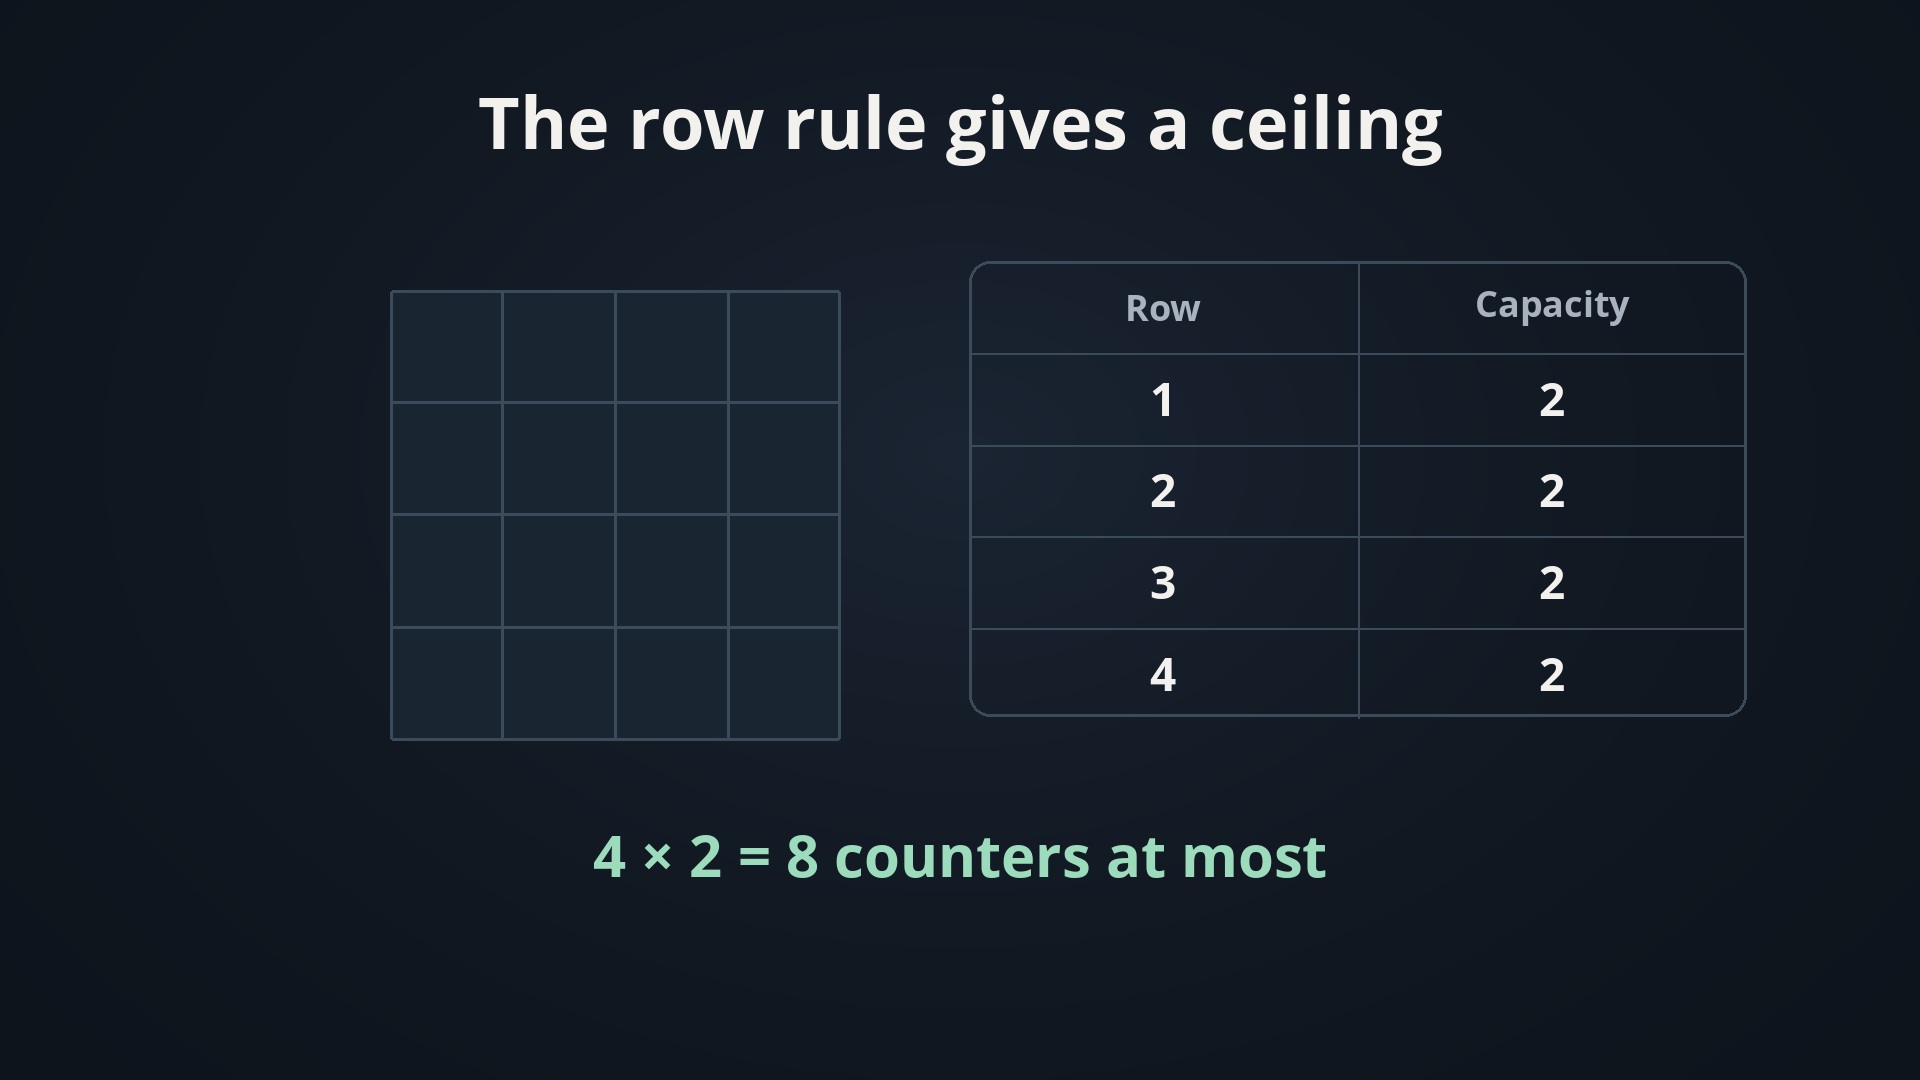 The row rule gives a ceiling
Row Capacity
1 2
2 2
3 2
4 2
4 × 2 = 8 counters at most